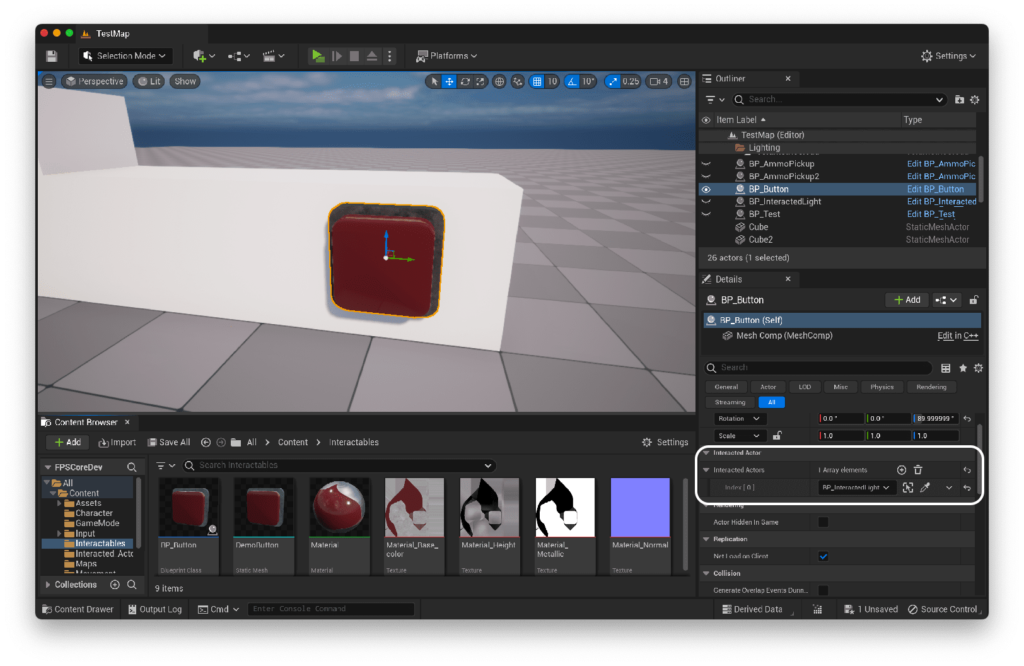 TestMap
Selection Mode
Platforms
Settings
Perspective
Lit
Show
10
10°
0.25
4
Outliner
Search...
Item Label
Type
TestMap (Editor)
Lighting
BP_AmmoPickup
Edit BP_AmmoPic
BP_AmmoPickup2
Edit BP_AmmoPic
BP_Button
Edit BP_Button
BP_InteractedLight
Edit BP_Interacted
BP_Test
Edit BP_Test
Cube
StaticMeshActor
Cube2
StaticMeshActor
26 actors (1 selected)
Details
BP_Button
Add
BP_Button (Self)
Mesh Comp (MeshComp)
Edit in C++
Search
General
Actor
LOD
Misc
Physics
Rendering
Streaming
All
Rotation
0.0 °
0.0 °
89.999999 °
Scale
1.0
1.0
1.0
Interacted Actor
Interacted Actors
1 Array elements
Index [ 0 ]
BP_InteractedLight
Rendering
Actor Hidden In Game
Replication
Net Load on Client
Collision
Generate Overlap Events Durin...
Content Browser
Add
Import
Save All
All
Content
Interactables
Settings
FPSCoreDev
Search Interactables
All
Content
Assets
Character
GameMode
Input
Interactables
Interacted_Acto
Maps
Movement
Collections
BP_Button
Blueprint Class
DemoButton
Static Mesh
Material
Material
Material_Base_
color
Texture
Material_Height
Texture
Material_
Metallic
Texture
Material_Normal
Texture
9 items
Content Drawer
Output Log
Cmd
Enter Console Command
Derived Data
1 Unsaved
Source Control